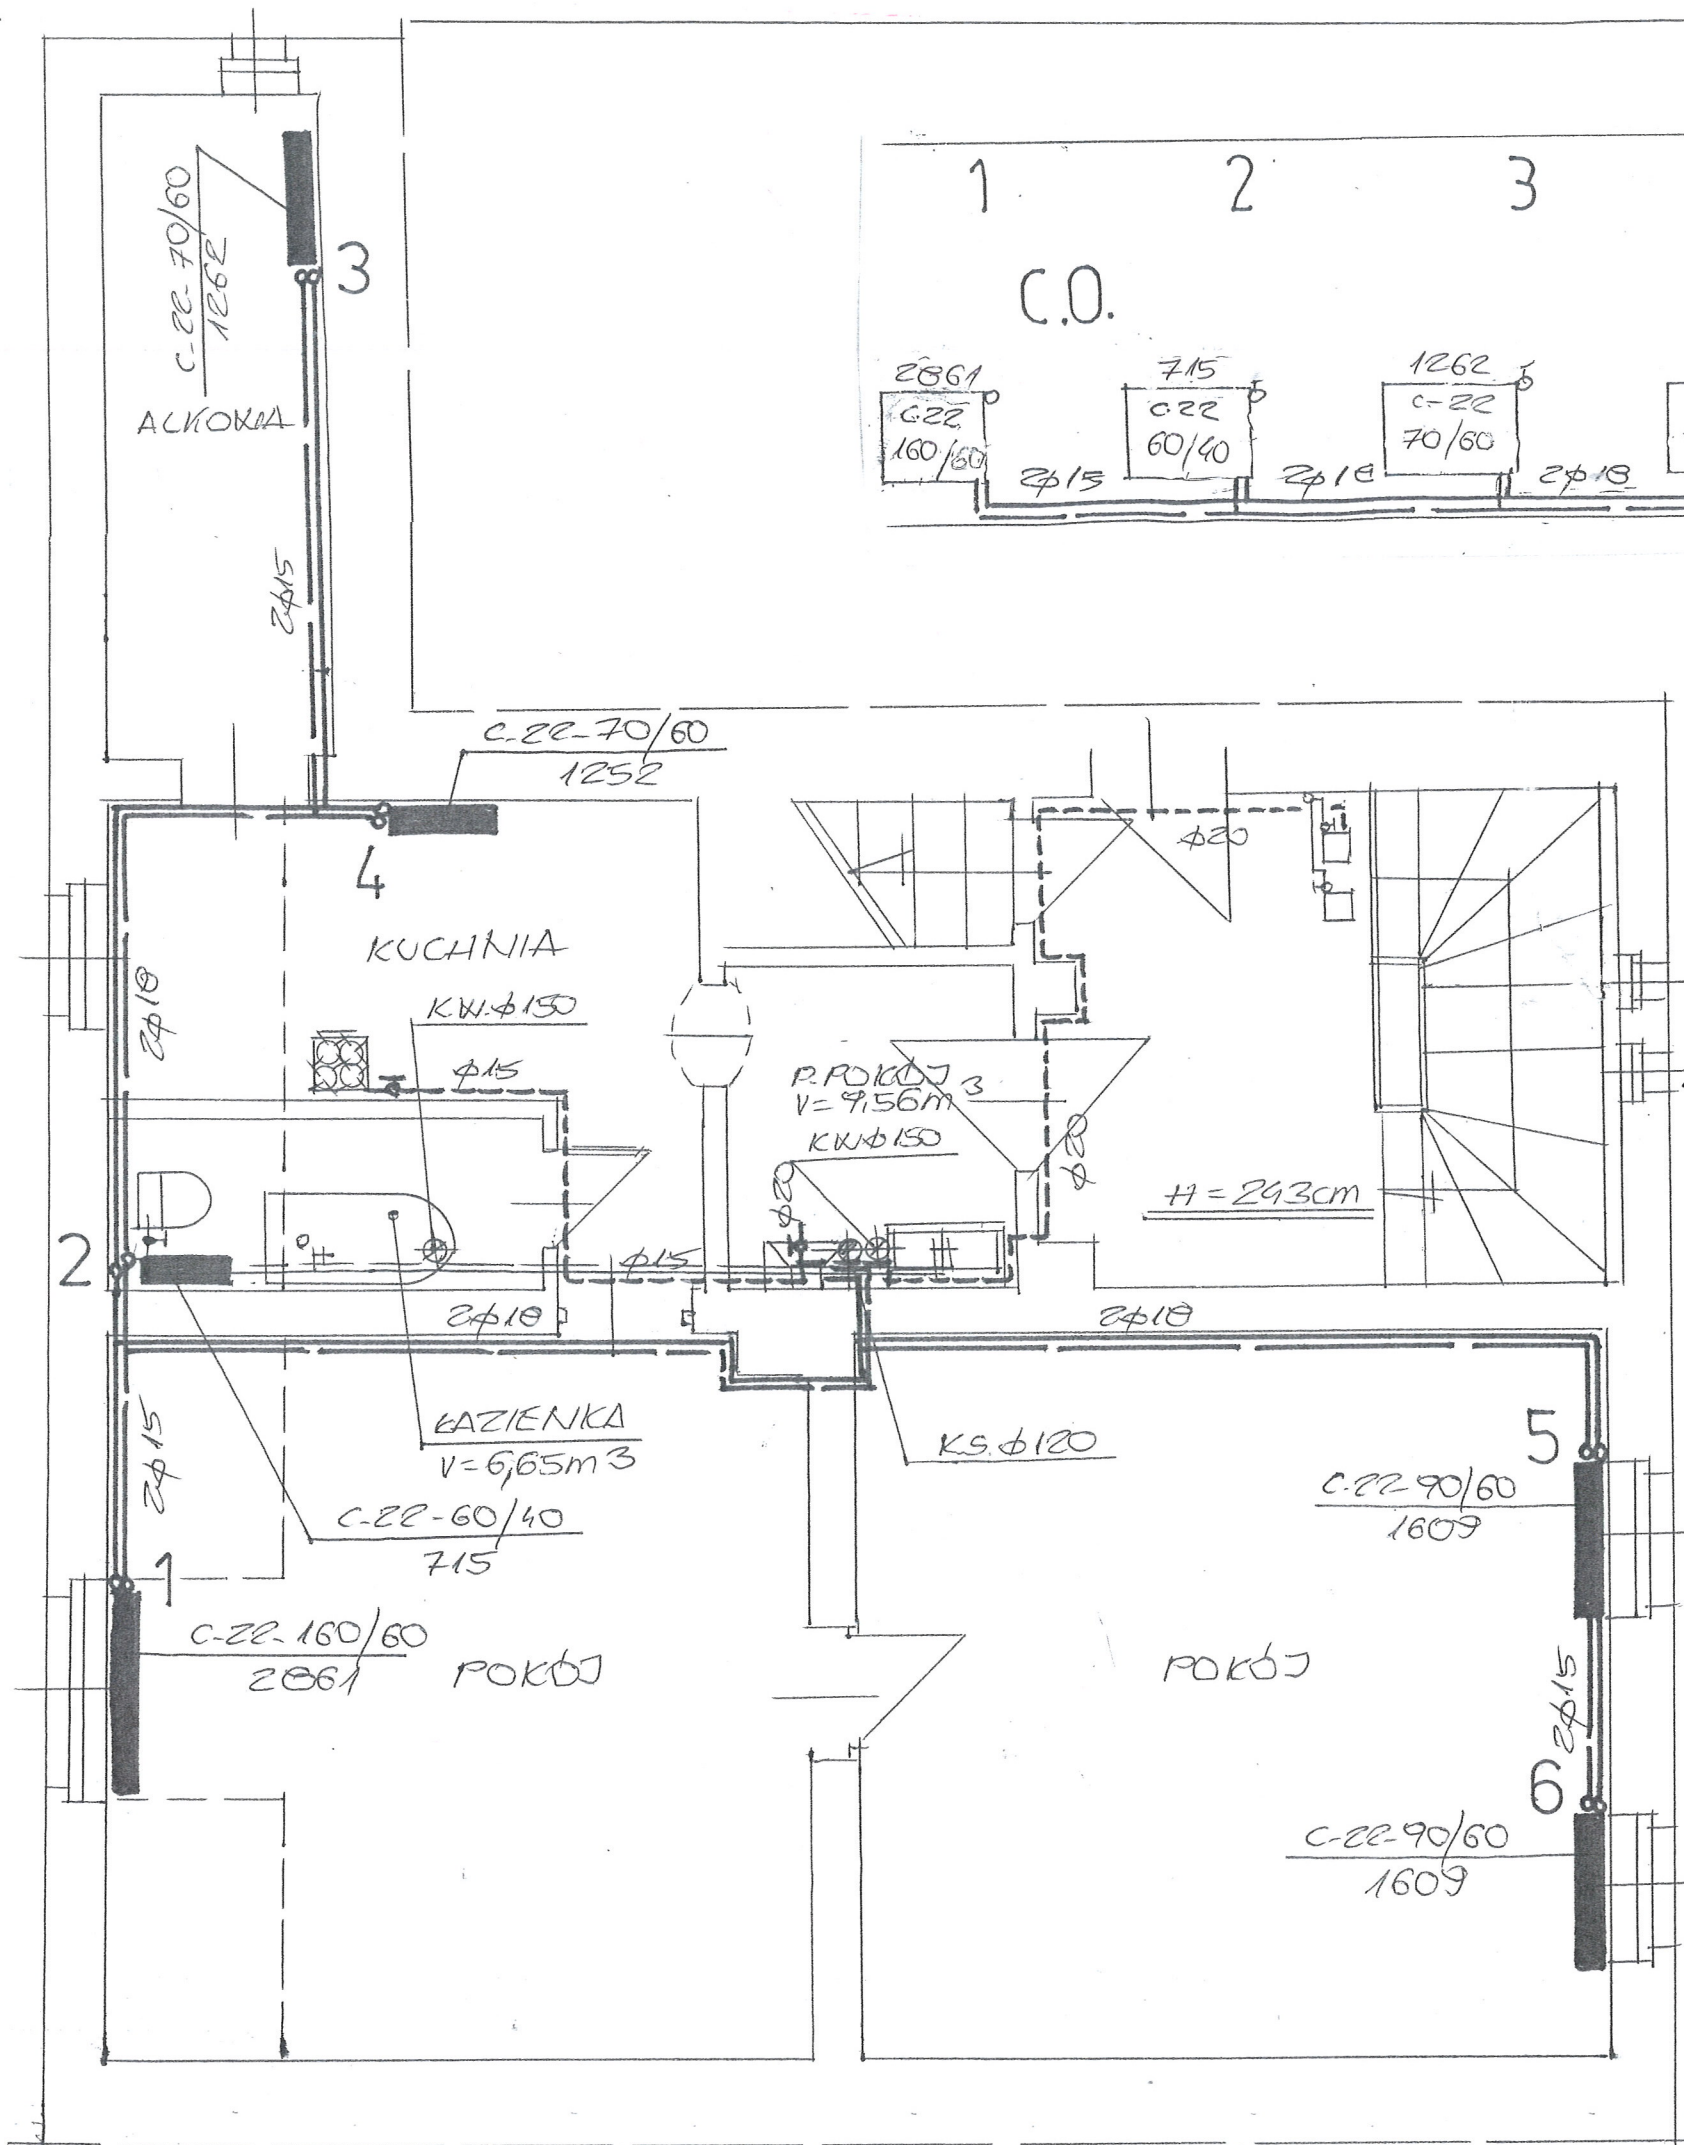 1 2 3
C.O.
2861 715 1262
C-22 C-22 C-22
160/60 60/40 70/60
2ϕ15 2ϕ18 2ϕ18
C-22-70/60
1262
3
ALKOWA
2ϕ15
C-22-70/60
1252
4
ϕ20
KUCHNIA
2ϕ18
KW.ϕ150
ϕ15
P.POKÓJ
V=9,56m3
KWϕ150
ϕ20
ϕ20
H=243cm
2
ϕ15
2ϕ18
2ϕ18
2ϕ15
ŁAZIENKA
V=6,65m3
KS.ϕ120
5
C-22-90/60
1609
C-22-60/40
715
1
C-22-160/60
2861
POKÓJ
POKÓJ
2ϕ15
6
C-22-90/60
1609